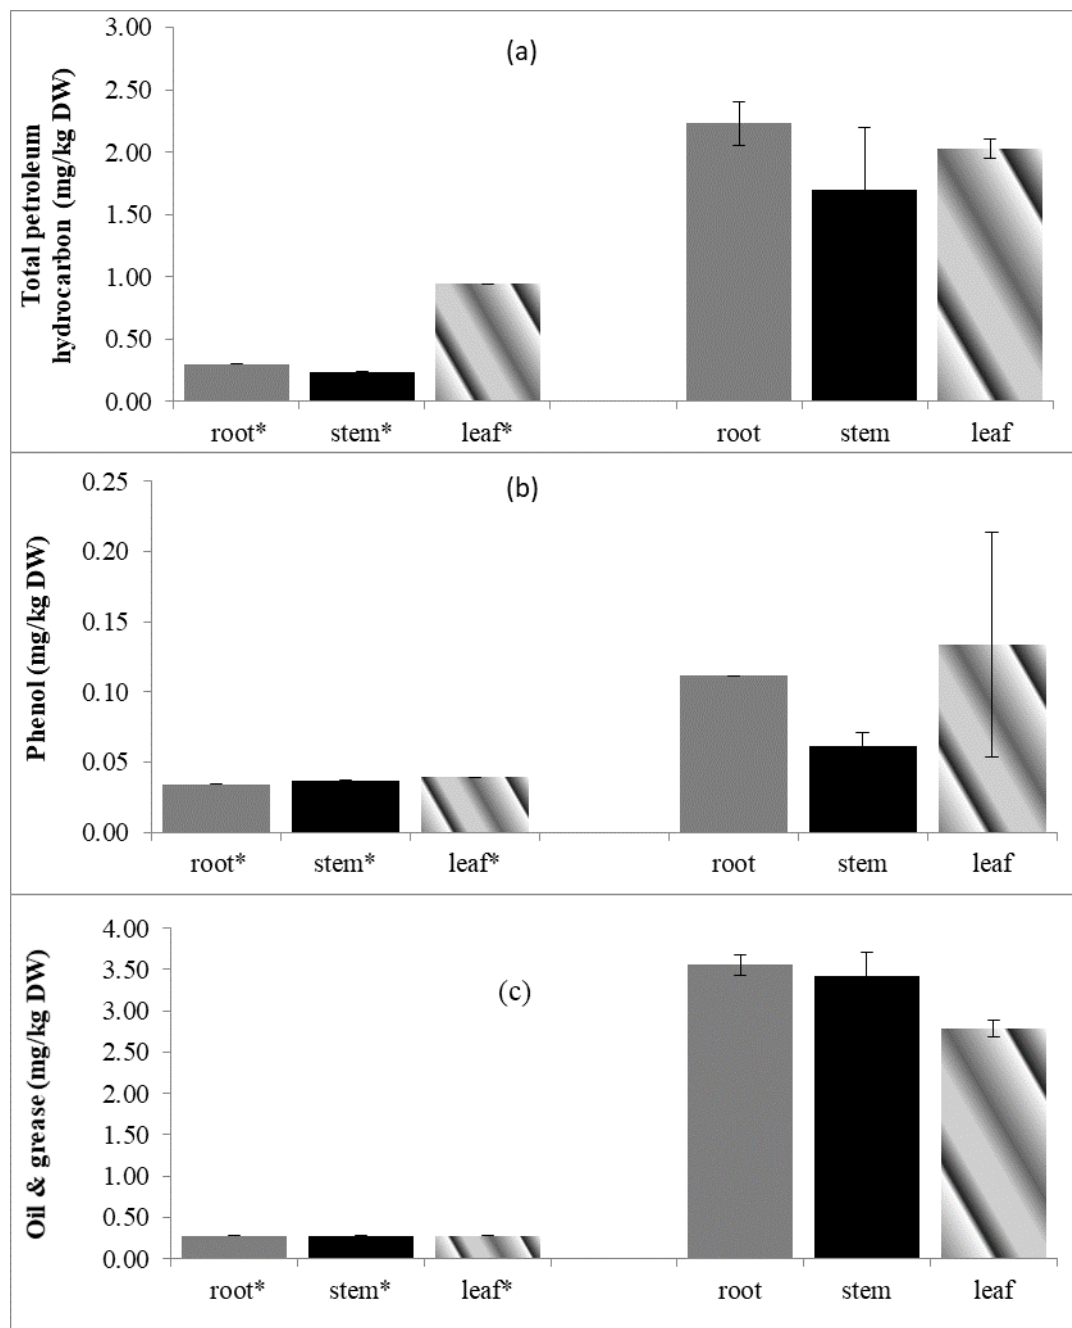 (a)
Total petroleum
hydrocarbon (mg/kg DW)
3.00
2.50
2.00
1.50
1.00
0.50
0.00
root* stem* leaf* root stem leaf
(b)
Phenol (mg/kg DW)
0.25
0.20
0.15
0.10
0.05
0.00
root* stem* leaf* root stem leaf
(c)
Oil & grease (mg/kg DW)
4.00
3.50
3.00
2.50
2.00
1.50
1.00
0.50
0.00
root* stem* leaf* root stem leaf